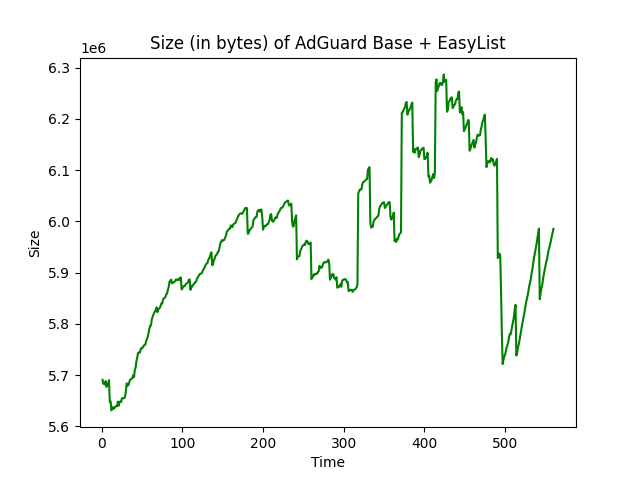 Size (in bytes) of AdGuard Base + EasyList
1e6
6.3
6.2
6.1
6.0
5.9
5.8
5.7
5.6
Size
0 100 200 300 400 500
Time